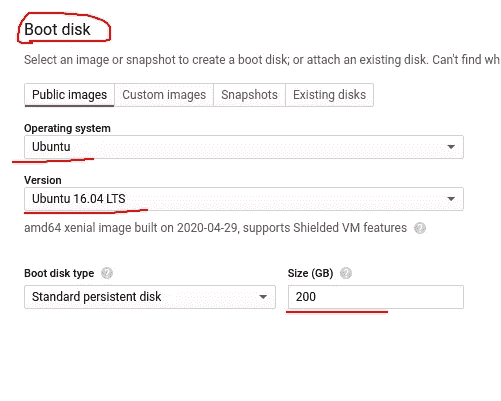 Boot disk
Select an image or snapshot to create a boot disk; or attach an existing disk. Can't find wh
Public images Custom images Snapshots Existing disks
Operating system
Ubuntu
Version
Ubuntu 16.04 LTS
amd64 xenial image built on 2020-04-29, supports Shielded VM features ?
Boot disk type ? Size (GB) ?
Standard persistent disk 200